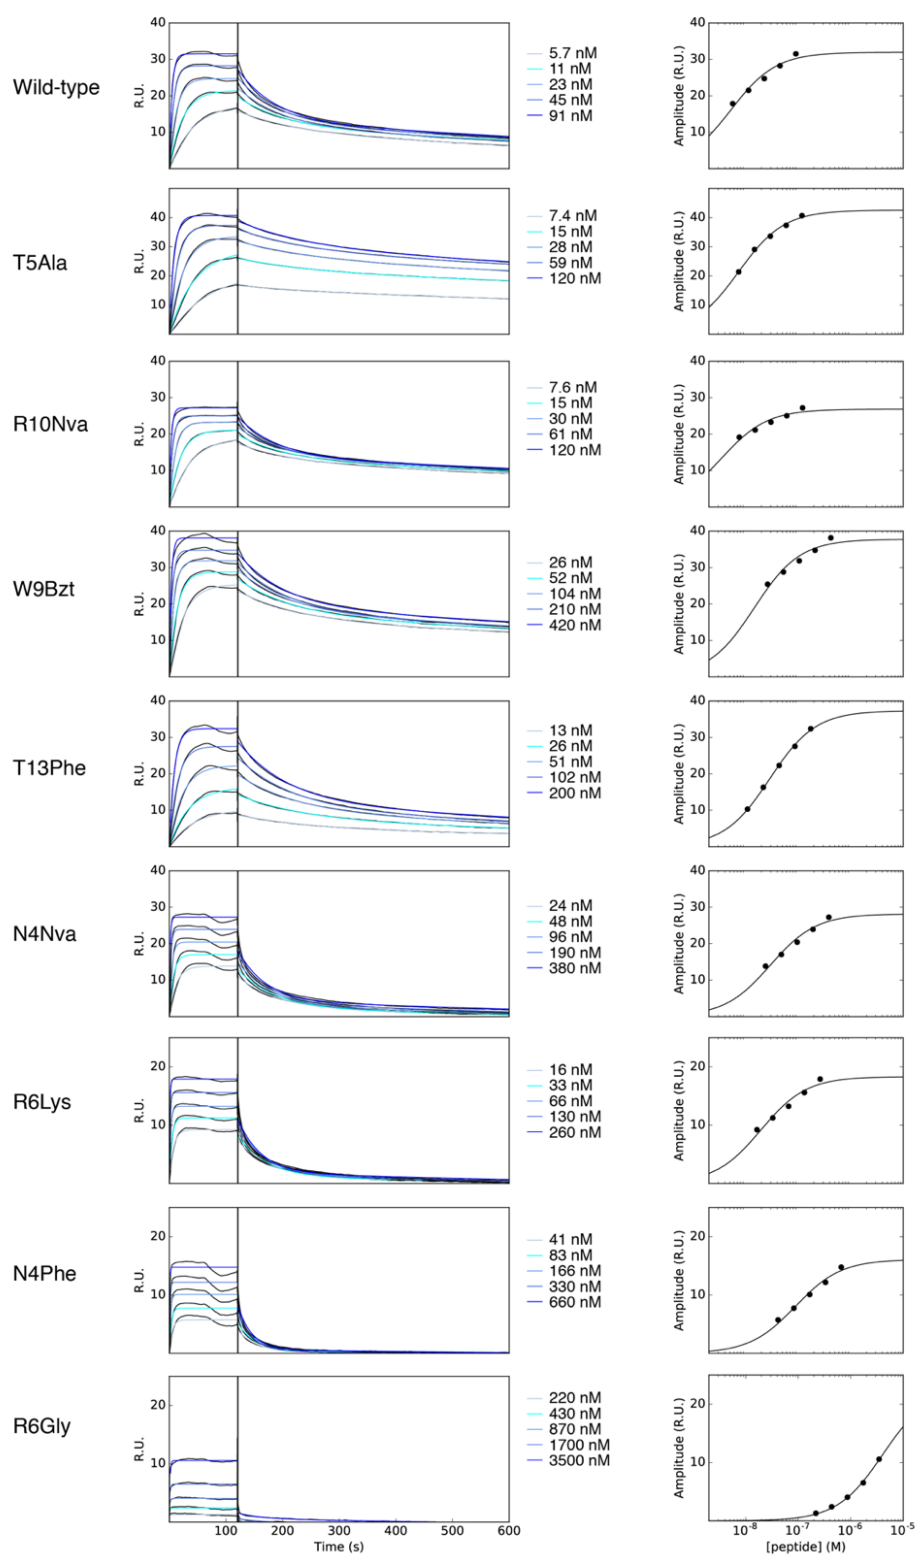 Wild-type
R.U.
40
30
20
10
5.7 nM
11 nM
23 nM
45 nM
91 nM
Amplitude (R.U.)
40
30
20
10
T5Ala
R.U.
40
30
20
10
7.4 nM
15 nM
28 nM
59 nM
120 nM
Amplitude (R.U.)
40
30
20
10
R10Nva
R.U.
40
30
20
10
7.6 nM
15 nM
30 nM
61 nM
120 nM
Amplitude (R.U.)
40
30
20
10
W9Bzt
R.U.
40
30
20
10
26 nM
52 nM
104 nM
210 nM
420 nM
Amplitude (R.U.)
40
30
20
10
T13Phe
R.U.
40
30
20
10
13 nM
26 nM
51 nM
102 nM
200 nM
Amplitude (R.U.)
40
30
20
10
N4Nva
R.U.
40
30
20
10
24 nM
48 nM
96 nM
190 nM
380 nM
Amplitude (R.U.)
40
30
20
10
R6Lys
R.U.
20
10
16 nM
33 nM
66 nM
130 nM
260 nM
Amplitude (R.U.)
20
10
N4Phe
R.U.
20
10
41 nM
83 nM
166 nM
330 nM
660 nM
Amplitude (R.U.)
20
10
R6Gly
R.U.
20
10
220 nM
430 nM
870 nM
1700 nM
3500 nM
Amplitude (R.U.)
20
10
100 200 300 400 500 600
Time (s)
10⁻⁸ 10⁻⁷ 10⁻⁶ 10⁻⁵
[peptide] (M)